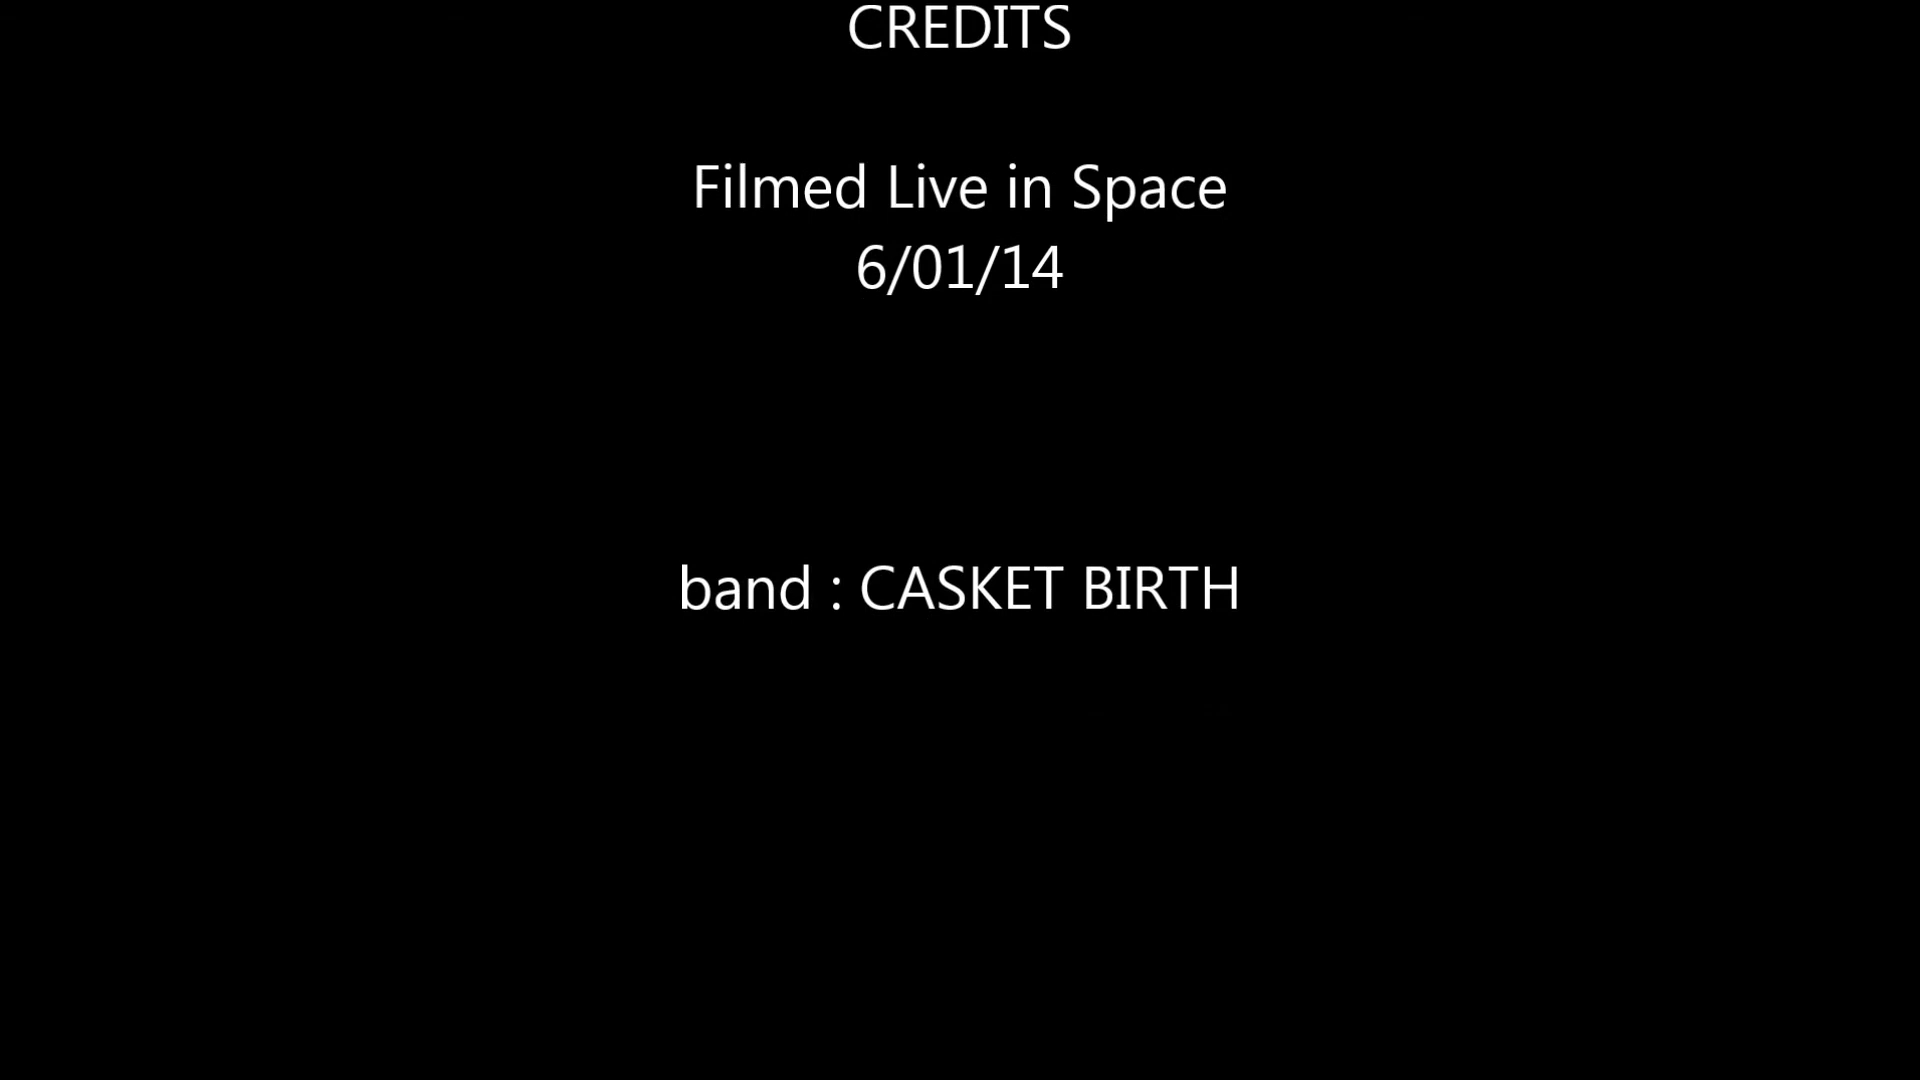 CREDITS
Filmed Live in Space
6/01/14
band : CASKET BIRTH